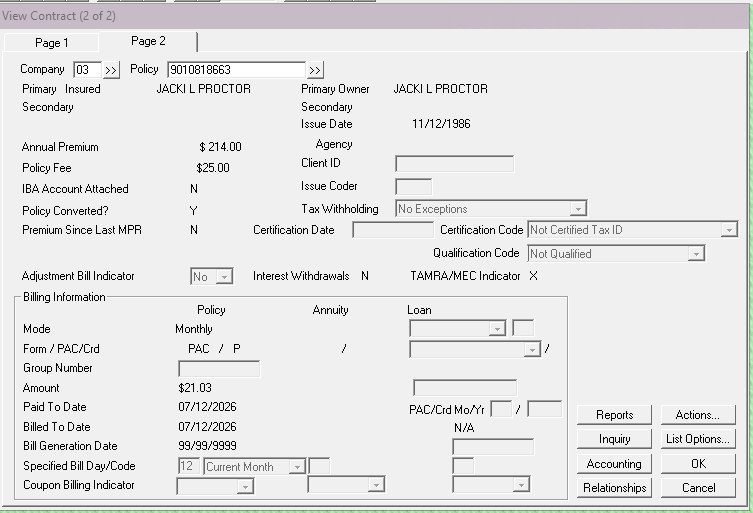 View Contract (2 of 2)
Page 1 Page 2
Company 03 >> Policy 9010818663 >>
Primary Insured JACKI L PROCTOR Primary Owner JACKI L PROCTOR
Secondary Secondary
Issue Date 11/12/1986
Annual Premium $ 214.00 Agency
Policy Fee $25.00 Client ID
IBA Account Attached N Issue Coder
Policy Converted? Y Tax Withholding No Exceptions
Premium Since Last MPR N Certification Date Certification Code Not Certified Tax ID
Qualification Code Not Qualified
Adjustment Bill Indicator No Interest Withdrawals N TAMRA/MEC Indicator X
Billing Information
Policy Annuity Loan
Mode Monthly
Form / PAC/Crd PAC / P / /
Group Number
Amount $21.03
Paid To Date 07/12/2026 PAC/Crd Mo/Yr /
Billed To Date 07/12/2026 N/A
Bill Generation Date 99/99/9999
Specified Bill Day/Code 12 Current Month
Coupon Billing Indicator
Reports Actions...
Inquiry List Options...
Accounting OK
Relationships Cancel